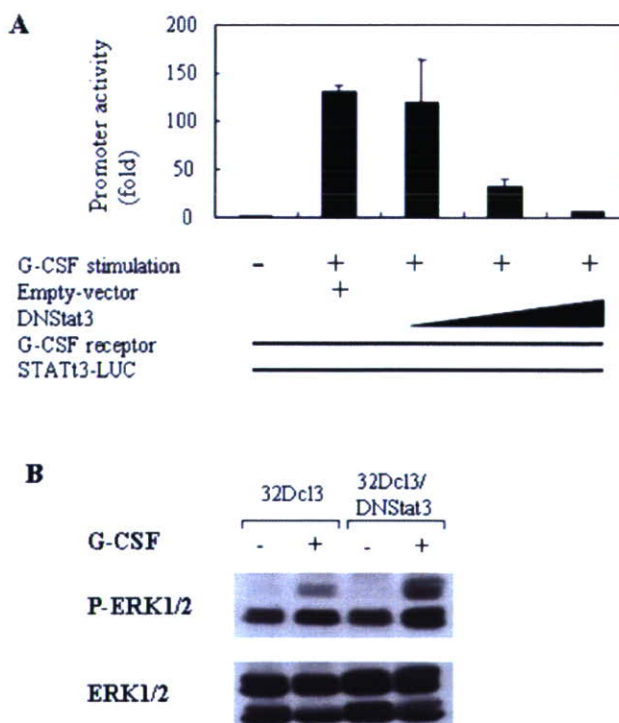 A
Promoter activity
(fold)
200
150
100
50
0
G-CSF stimulation - + + + +
Empty-vector +
DNStat3
G-CSF receptor
STATt3-LUC
B
32Dcl3 32Dcl3/
DNStat3
G-CSF - + - +
P-ERK1/2
ERK1/2